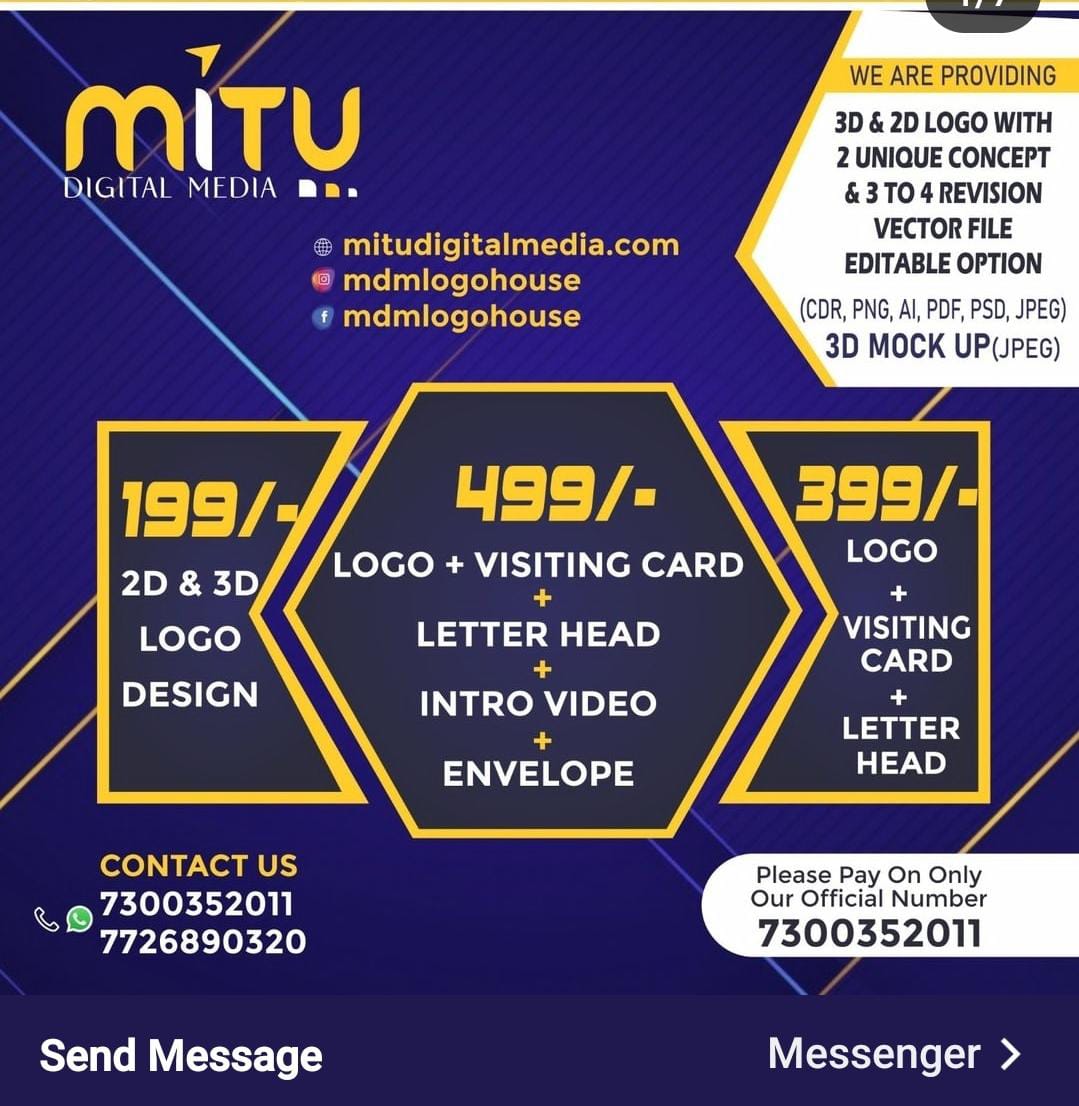 MiTU
DIGITAL MEDIA
mitudigitalmedia.com
mdmlogohouse
mdmlogohouse
WE ARE PROVIDING
3D & 2D LOGO WITH
2 UNIQUE CONCEPT
& 3 TO 4 REVISION
VECTOR FILE
EDITABLE OPTION
(CDR, PNG, AI, PDF, PSD, JPEG)
3D MOCK UP(JPEG)
199/-
2D & 3D
LOGO
DESIGN
499/-
LOGO + VISITING CARD
+
LETTER HEAD
+
INTRO VIDEO
+
ENVELOPE
399/-
LOGO
+
VISITING
CARD
+
LETTER
HEAD
CONTACT US
7300352011
7726890320
Please Pay On Only
Our Official Number
7300352011
Send Message
Messenger